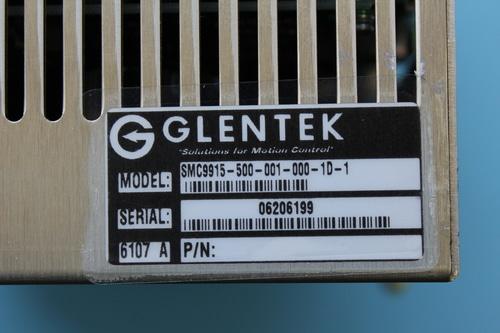 GLENTEK
"Solutions for Motion Control"
MODEL: SMC9915-500-001-000-1D-1
SERIAL: 06206199
6107 A P/N: